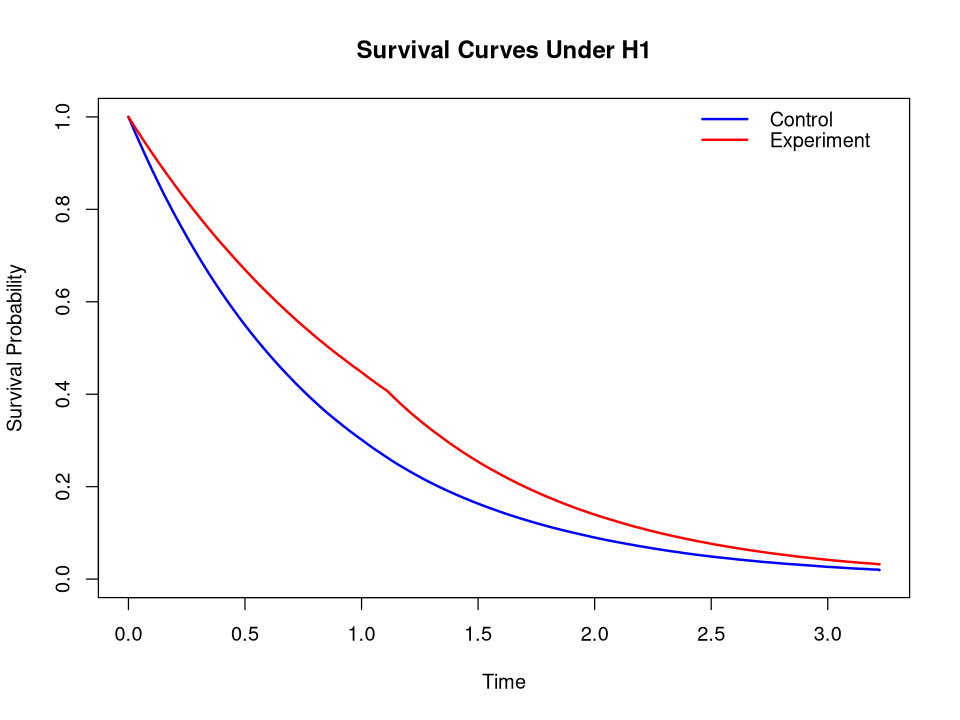 Survival Curves Under H1
Control
Experiment
Survival Probability
1.0
0.8
0.6
0.4
0.2
0.0
0.0 0.5 1.0 1.5 2.0 2.5 3.0
Time